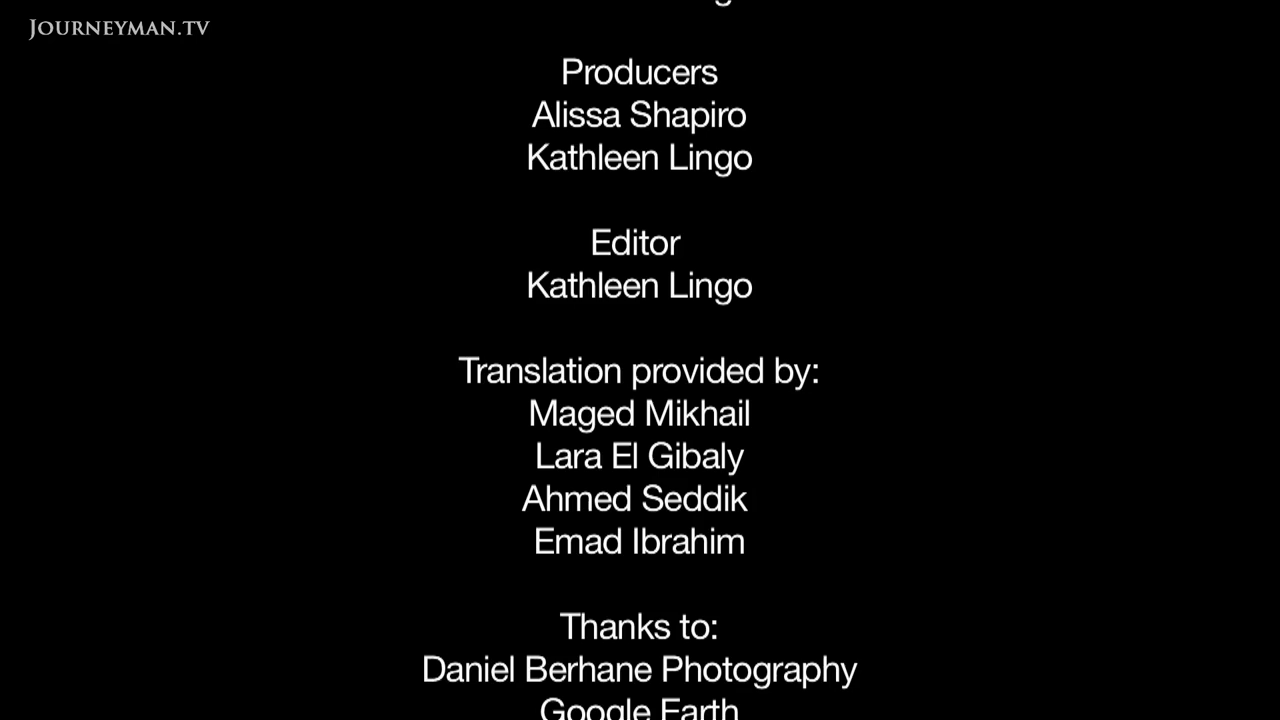 JOURNEYMAN.TV
Producers
Alissa Shapiro
Kathleen Lingo
Editor
Kathleen Lingo
Translation provided by:
Maged Mikhail
Lara El Gibaly
Ahmed Seddik
Emad Ibrahim
Thanks to:
Daniel Berhane Photography
Google Earth